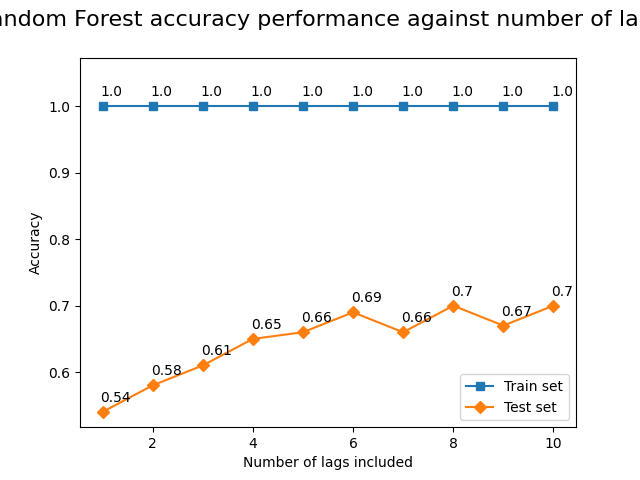 andom Forest accuracy performance against number of la
1.0 1.0 1.0 1.0 1.0 1.0 1.0 1.0 1.0 1.0
1.0
0.9
0.8
0.7
0.6
Accuracy
0.54 0.58 0.61 0.65 0.66 0.69 0.66 0.7 0.67 0.7
Train set
Test set
2 4 6 8 10
Number of lags included